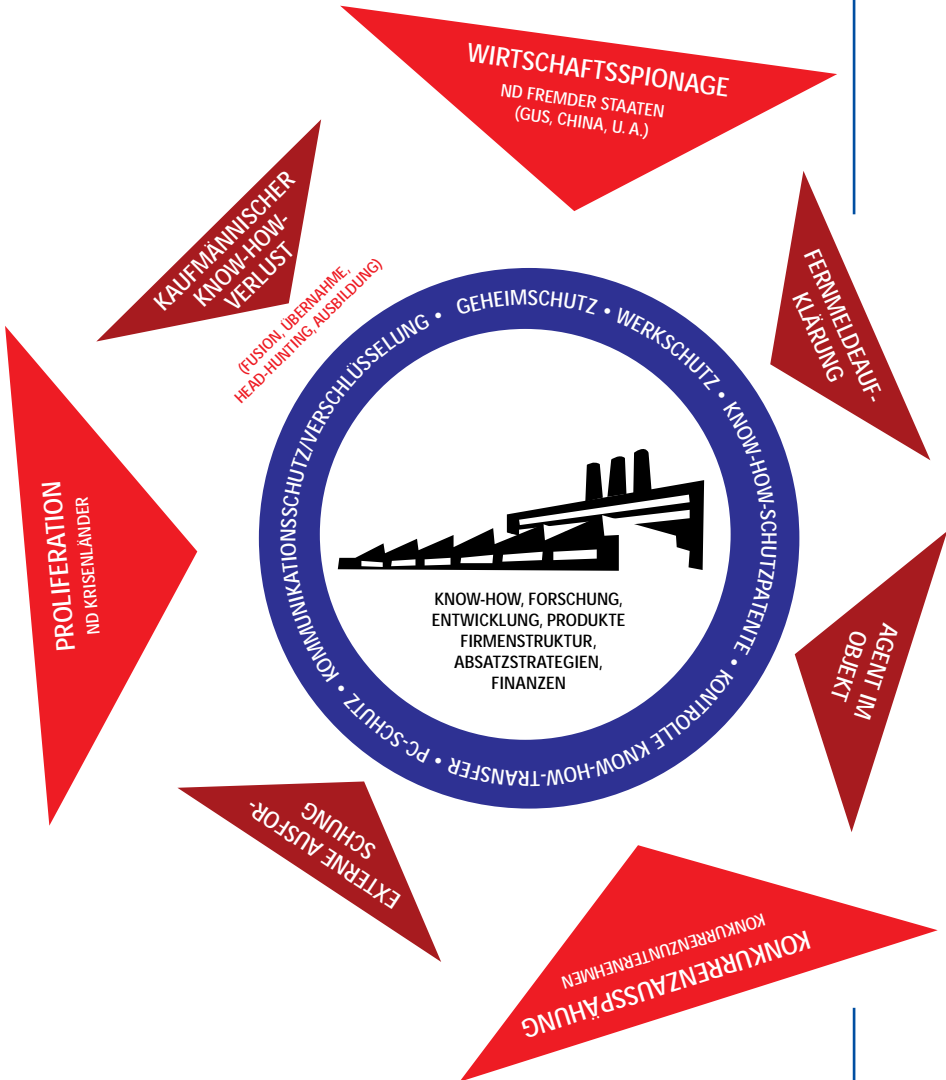 WIRTSCHAFTSSPIONAGE
ND FREMDER STAATEN
(GUS, CHINA, U. A.)
KAUFMÄNNISCHER
KNOW-HOW-
VERLUST
(FUSION, ÜBERNAHME,
HEAD-HUNTING, AUSBILDUNG)
FERNMELDEAUF-
KLÄRUNG
GEHEIMSCHUTZ • WERKSCHUTZ • KNOW-HOW-SCHUTZPATENTE • KONTROLLE KNOW-HOW-TRANSFER • PC-SCHUTZ • KOMMUNIKATIONSSCHUTZ/VERSCHLÜSSELUNG •
PROLIFERATION
ND KRISENLÄNDER
KNOW-HOW, FORSCHUNG,
ENTWICKLUNG, PRODUKTE
FIRMENSTRUKTUR,
ABSATZSTRATEGIEN,
FINANZEN
AGENT IM
OBJEKT
EXTERNE AUSFOR-
SCHUNG
KONKURRENZAUSSPÄHUNG
KONKURRENZUNTERNEHMEN